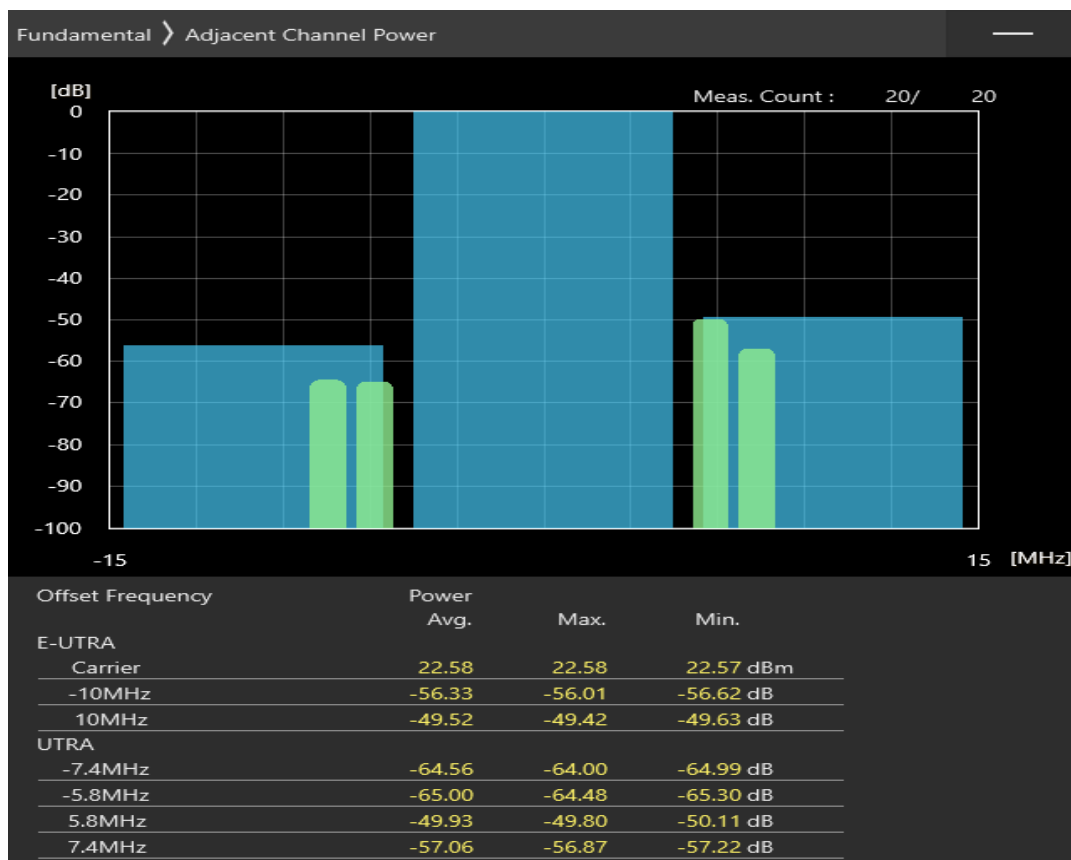 Fundamental ❯ Adjacent Channel Power
[dB]
Meas. Count : 20/ 20
0
-10
-20
-30
-40
-50
-60
-70
-80
-90
-100
-15 15 [MHz]
Offset Frequency Power
Avg. Max. Min.
E-UTRA
Carrier 22.58 22.58 22.57 dBm
-10MHz -56.33 -56.01 -56.62 dB
10MHz -49.52 -49.42 -49.63 dB
UTRA
-7.4MHz -64.56 -64.00 -64.99 dB
-5.8MHz -65.00 -64.48 -65.30 dB
5.8MHz -49.93 -49.80 -50.11 dB
7.4MHz -57.06 -56.87 -57.22 dB